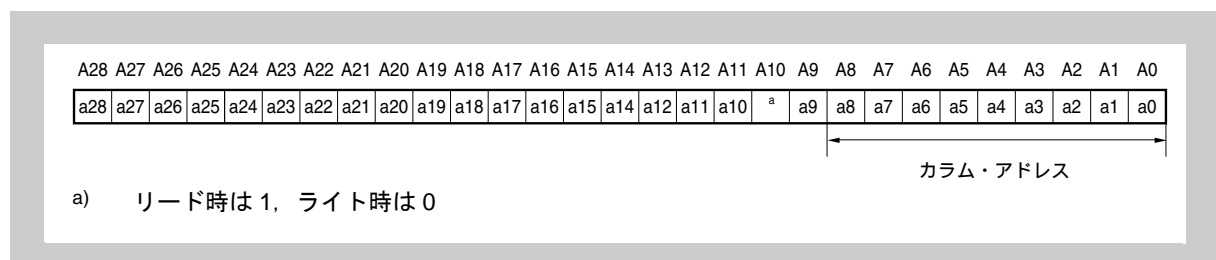 A28 A27 A26 A25 A24 A23 A22 A21 A20 A19 A18 A17 A16 A15 A14 A13 A12 A11 A10 A9 A8 A7 A6 A5 A4 A3 A2 A1 A0
a28 a27 a26 a25 a24 a23 a22 a21 a20 a19 a18 a17 a16 a15 a14 a12 a11 a10 a a9 a8 a7 a6 a5 a4 a3 a2 a1 a0
カラム・アドレス
a) リード時は 1, ライト時は 0